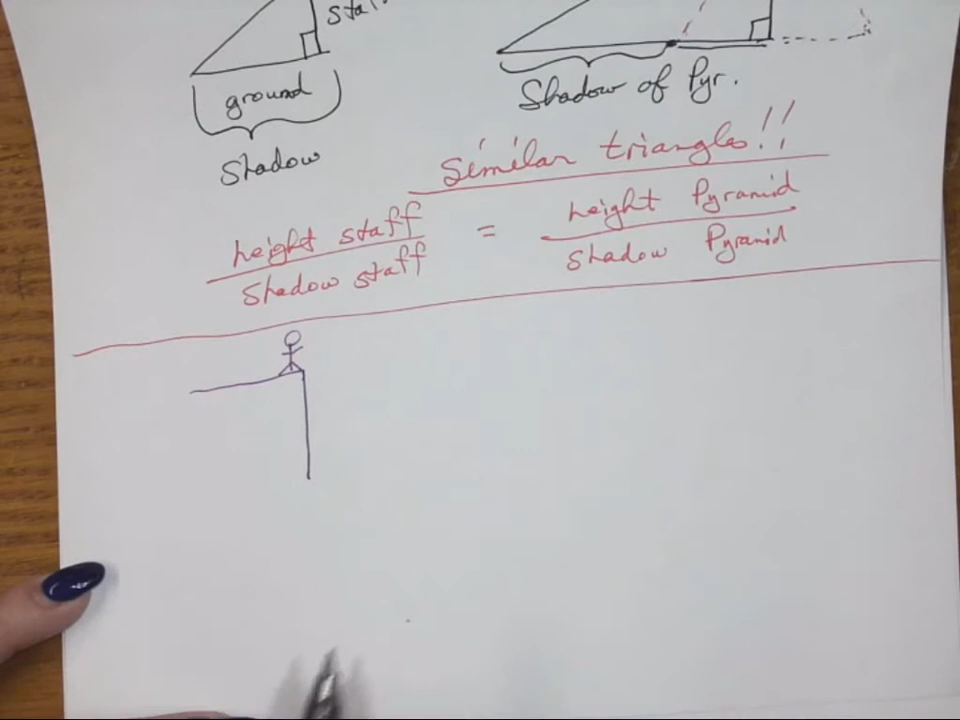 ground
Shadow
Shadow of Pyr.
Similar triangles!!
height staff
Shadow staff
=
height Pyramid
shadow Pyramid